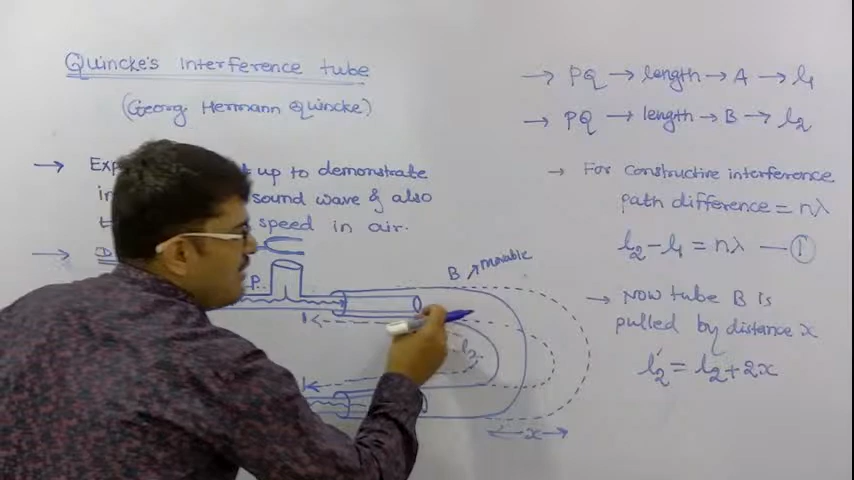 Quincke's interference tube
(Georg Hermann Quincke)
→ Exp up to demonstrate
in sound wave & also
t speed in air.
→ D
P
B movable
l2
x
→ PQ → length → A → l1
→ PQ → length → B → l2
→ For constructive interference
path difference = nλ
l2 - l1 = nλ — ①
→ Now tube B is
pulled by distance x
l2' = l2 + 2x